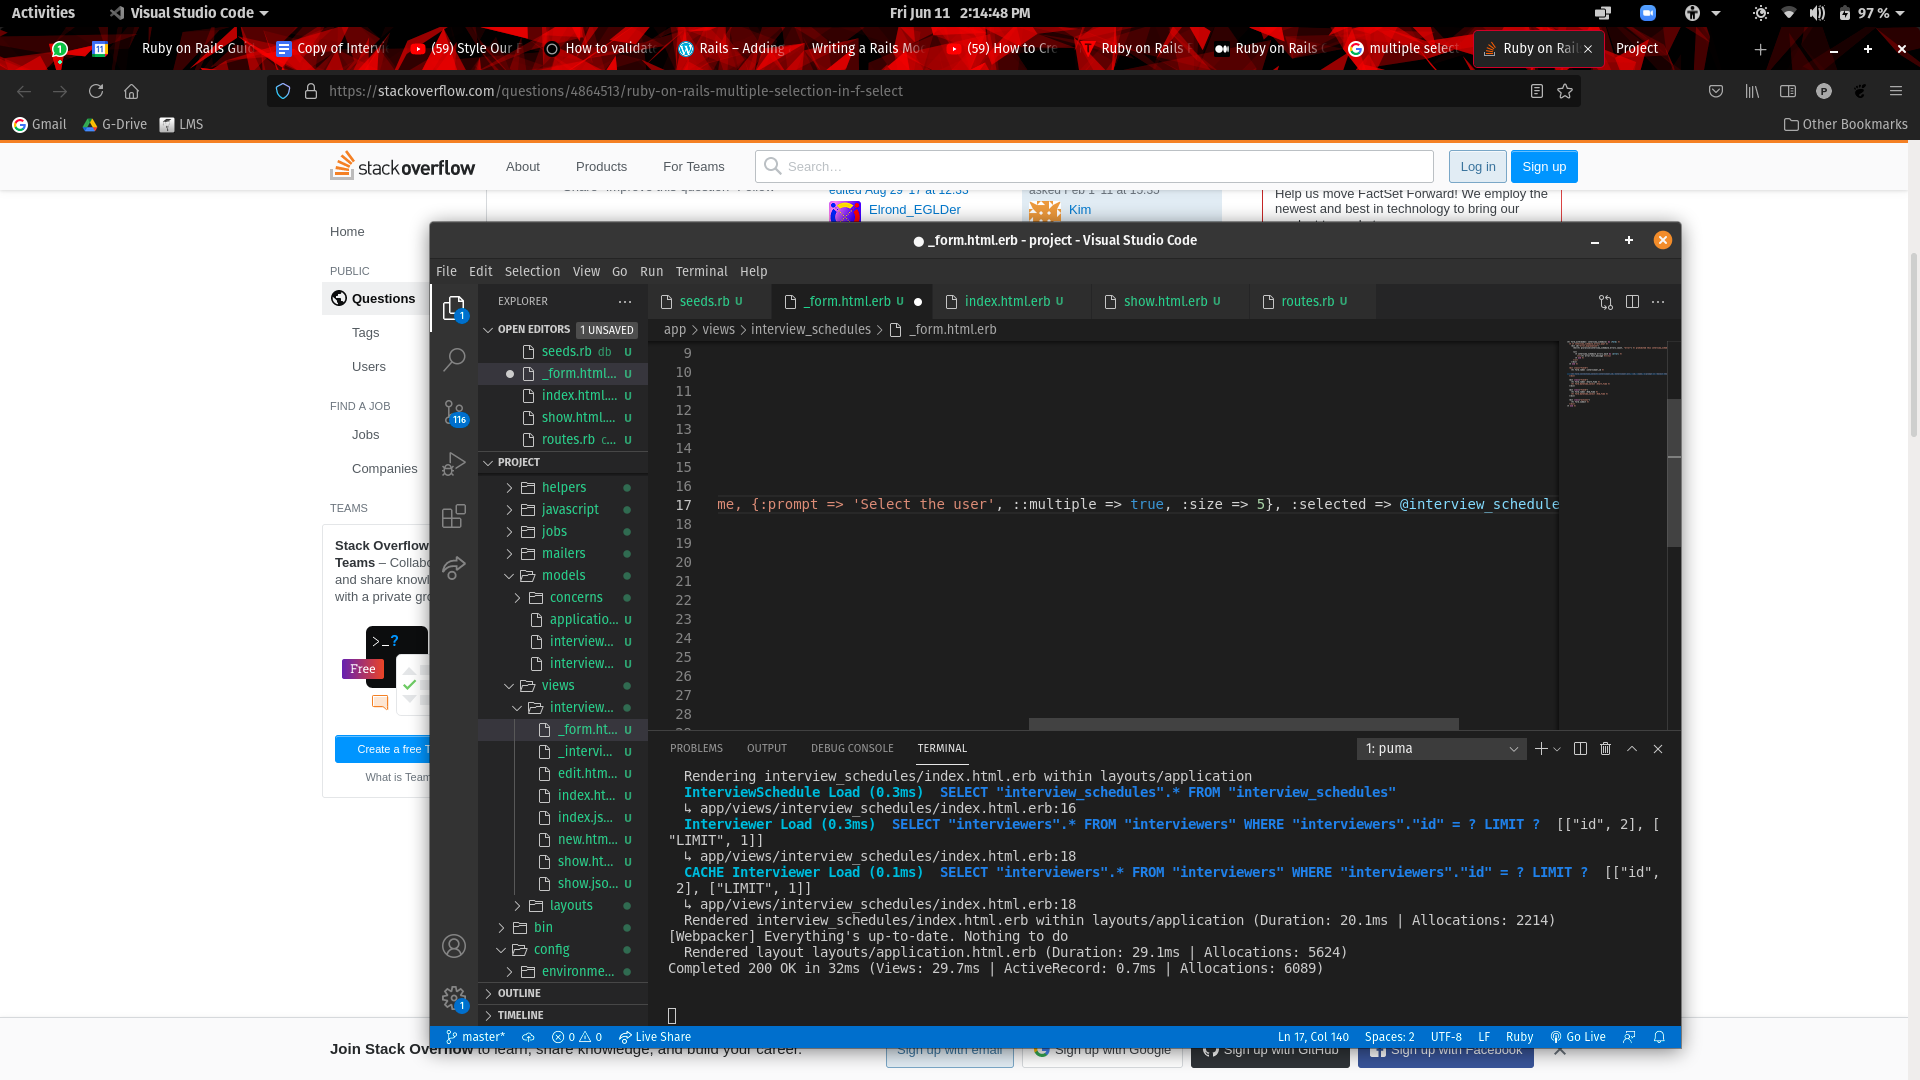 Activities
Visual Studio Code
Fri Jun 11 2:14:48 PM
97 %
1
31
Ruby on Rails Gui
Copy of Intervi
(59) Style Our F
How to validat
Rails – Adding
Writing a Rails Mo
(59) How to Cre
Ruby on Rails
Ruby on Rails
multiple selec
Ruby on Rail
Project
https://stackoverflow.com/questions/4864513/ruby-on-rails-multiple-selection-in-f-select
P
Gmail
G-Drive
LMS
Other Bookmarks
stackoverflow
About
Products
For Teams
Search…
Log in
Sign up
Share Improve this question Follow
edited Aug 29 '17 at 12:33
asked Feb 1 '11 at 15:35
Elrond_EGLDer
Kim
Help us move FactSet Forward! We employ the
newest and best in technology to bring our
Home
PUBLIC
Questions
Tags
Users
FIND A JOB
Jobs
Companies
TEAMS
Stack Overflow
Teams – Collabo
and share knowl
with a private gro
>_?
Free
Create a free T
What is Team
_form.html.erb - project - Visual Studio Code
File Edit Selection View Go Run Terminal Help
EXPLORER
1
seeds.rb U
_form.html.erb U
index.html.erb U
show.html.erb U
routes.rb U
OPEN EDITORS
1 UNSAVED
app > views > interview_schedules > _form.html.erb
seeds.rb db U
_form.html... U
index.html.... U
show.html.... U
routes.rb c... U
116
PROJECT
helpers
javascript
jobs
mailers
models
concerns
applicatio... U
interview... U
interview... U
views
interview...
_form.ht... U
_intervi... U
edit.htm... U
index.ht... U
index.js... U
new.htm... U
show.ht... U
show.jso... U
layouts
bin
config
environme...
OUTLINE
TIMELINE
1
9
10
11
12
13
14
15
16
17 me, {:prompt => 'Select the user', ::multiple => true, :size => 5}, :selected => @interview_schedule
18
19
20
21
22
23
24
25
26
27
28
PROBLEMS
OUTPUT
DEBUG CONSOLE
TERMINAL
1: puma
Rendering interview_schedules/index.html.erb within layouts/application
InterviewSchedule Load (0.3ms) SELECT "interview_schedules".* FROM "interview_schedules"
↳ app/views/interview_schedules/index.html.erb:16
Interviewer Load (0.3ms) SELECT "interviewers".* FROM "interviewers" WHERE "interviewers"."id" = ? LIMIT ? [["id", 2], [
"LIMIT", 1]]
↳ app/views/interview_schedules/index.html.erb:18
CACHE Interviewer Load (0.1ms) SELECT "interviewers".* FROM "interviewers" WHERE "interviewers"."id" = ? LIMIT ? [["id",
2], ["LIMIT", 1]]
↳ app/views/interview_schedules/index.html.erb:18
Rendered interview_schedules/index.html.erb within layouts/application (Duration: 20.1ms | Allocations: 2214)
[Webpacker] Everything's up-to-date. Nothing to do
Rendered layout layouts/application.html.erb (Duration: 29.1ms | Allocations: 5624)
Completed 200 OK in 32ms (Views: 29.7ms | ActiveRecord: 0.7ms | Allocations: 6089)
master*
0
0
Live Share
Ln 17, Col 140
Spaces: 2
UTF-8
LF
Ruby
Go Live
Join Stack Overflow to learn, share knowledge, and build your career.
Sign up with email
Sign up with Google
Sign up with GitHub
Sign up with Facebook